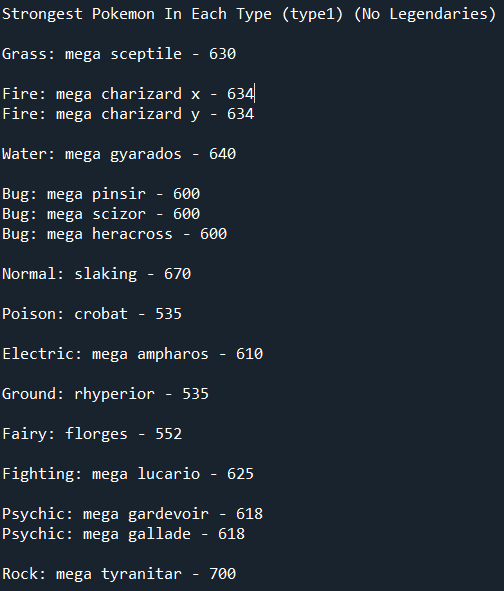 Strongest Pokemon In Each Type (type1) (No Legendaries)
Grass: mega sceptile - 630
Fire: mega charizard x - 634
Fire: mega charizard y - 634
Water: mega gyarados - 640
Bug: mega pinsir - 600
Bug: mega scizor - 600
Bug: mega heracross - 600
Normal: slaking - 670
Poison: crobat - 535
Electric: mega ampharos - 610
Ground: rhyperior - 535
Fairy: florges - 552
Fighting: mega lucario - 625
Psychic: mega gardevoir - 618
Psychic: mega gallade - 618
Rock: mega tyranitar - 700